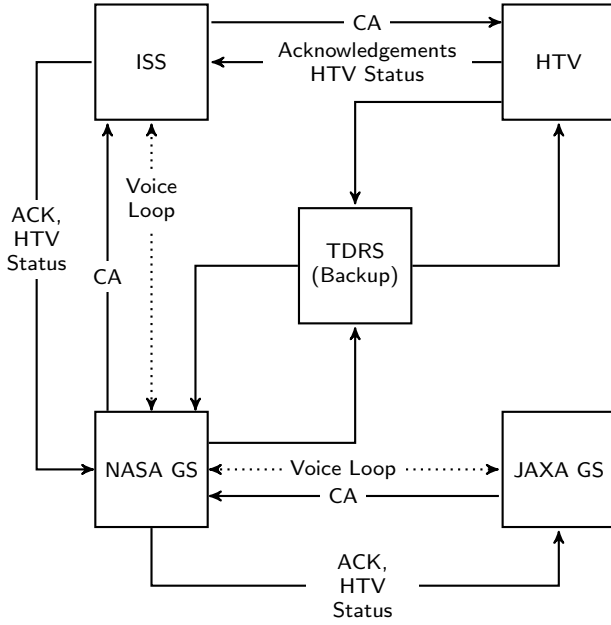 CA
ISS
Acknowledgements
HTV Status
HTV
Voice
Loop
ACK,
HTV
Status
CA
TDRS
(Backup)
NASA GS
Voice Loop
JAXA GS
CA
ACK,
HTV
Status